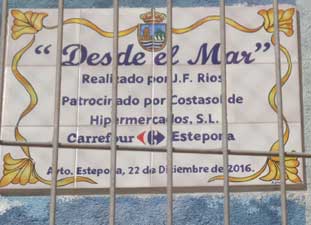 "Desde el Mar"
Realizado por J.F. Rios
Patrocinado por Costasol de
Hipermercados, S.L.
Carrefour Estepona
Ayto. Estepona, 22 de Diciembre de 2016.